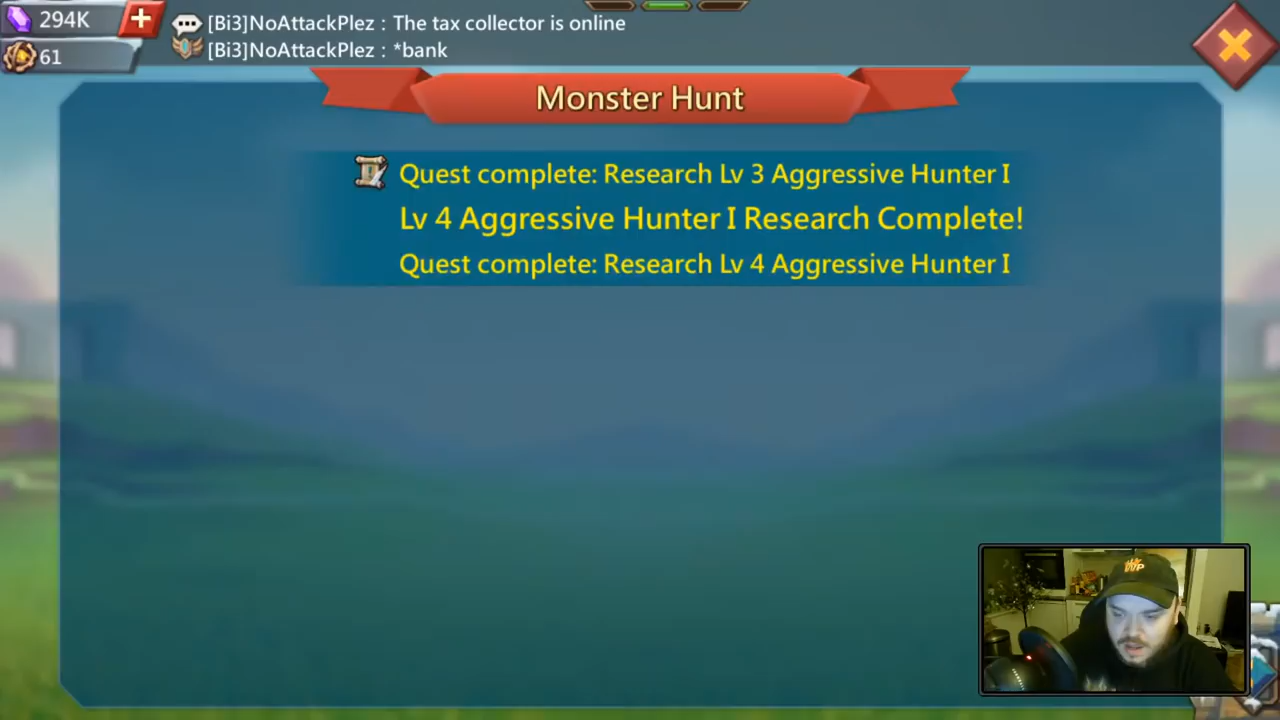 294K
61
[Bi3]NoAttackPlez : The tax collector is online
[Bi3]NoAttackPlez : *bank
Monster Hunt
Quest complete: Research Lv 3 Aggressive Hunter I
Lv 4 Aggressive Hunter I Research Complete!
Quest complete: Research Lv 4 Aggressive Hunter I